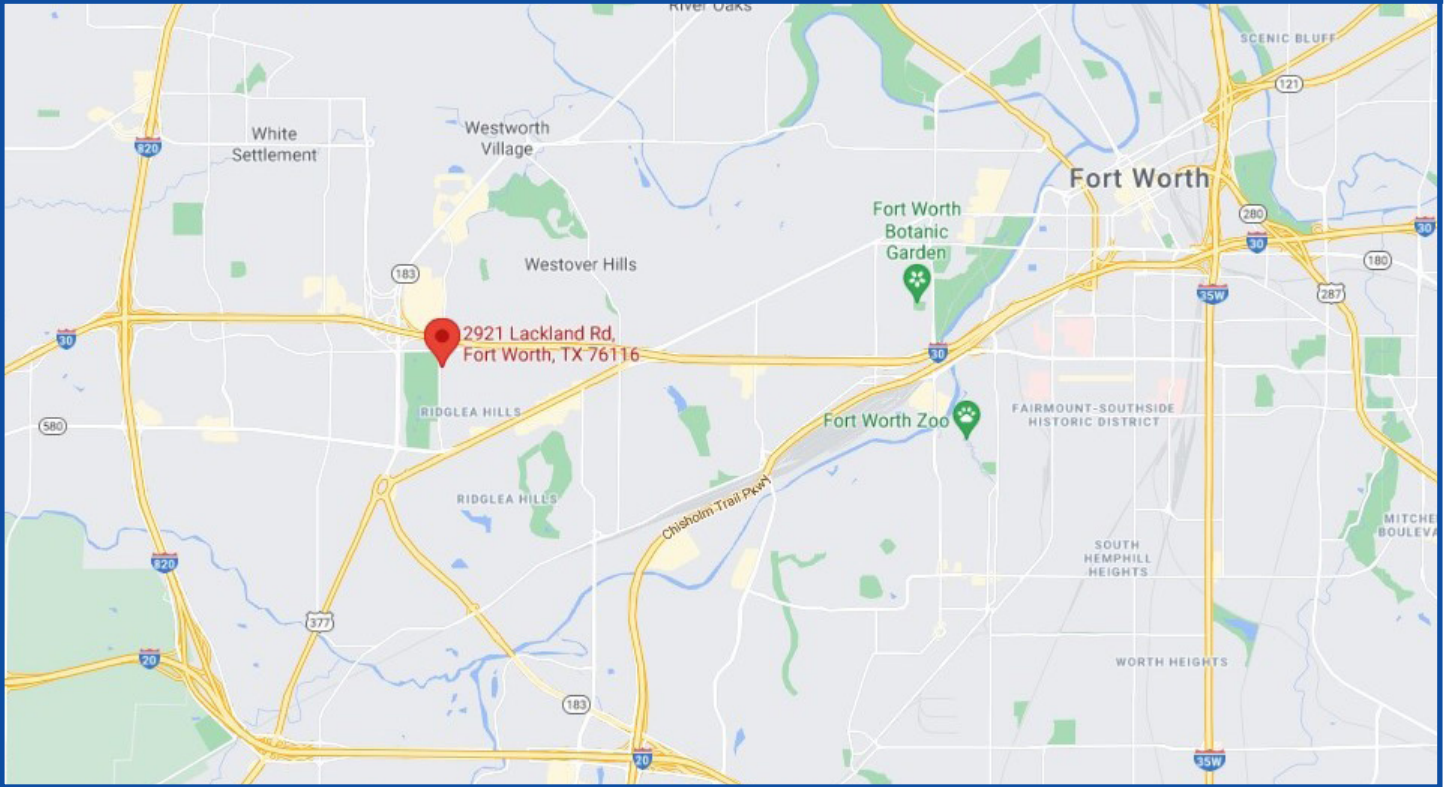 River Oaks
SCENIC BLUFF
121
White
Settlement
Westworth
Village
820
Fort Worth
Fort Worth
Botanic
Garden
280
30
30
180
Westover Hills
183
35W
287
30
2921 Lackland Rd,
Fort Worth, TX 76116
30
RIDGLEA HILLS
580
Fort Worth Zoo
FAIRMOUNT-SOUTHSIDE
HISTORIC DISTRICT
RIDGLEA HILLS
Chisholm Trail Pkwy
MITCHE
BOULEVA
SOUTH
HEMPHILL
HEIGHTS
820
377
20
WORTH HEIGHTS
183
20
35W